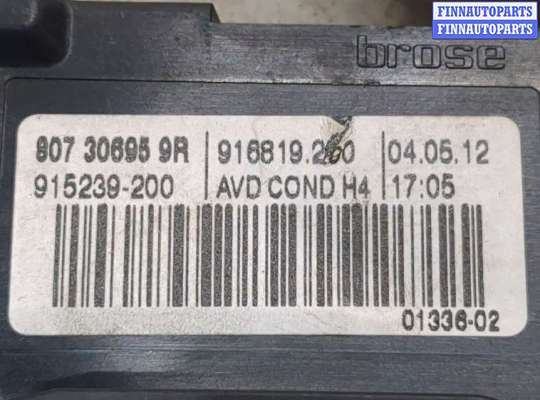 FINNAUTOPARTS
FINNAUTOPARTS
brose
807 30695 9R
916819.200
04.05.12
915239-200
AVD COND H4
17:05
01336-02